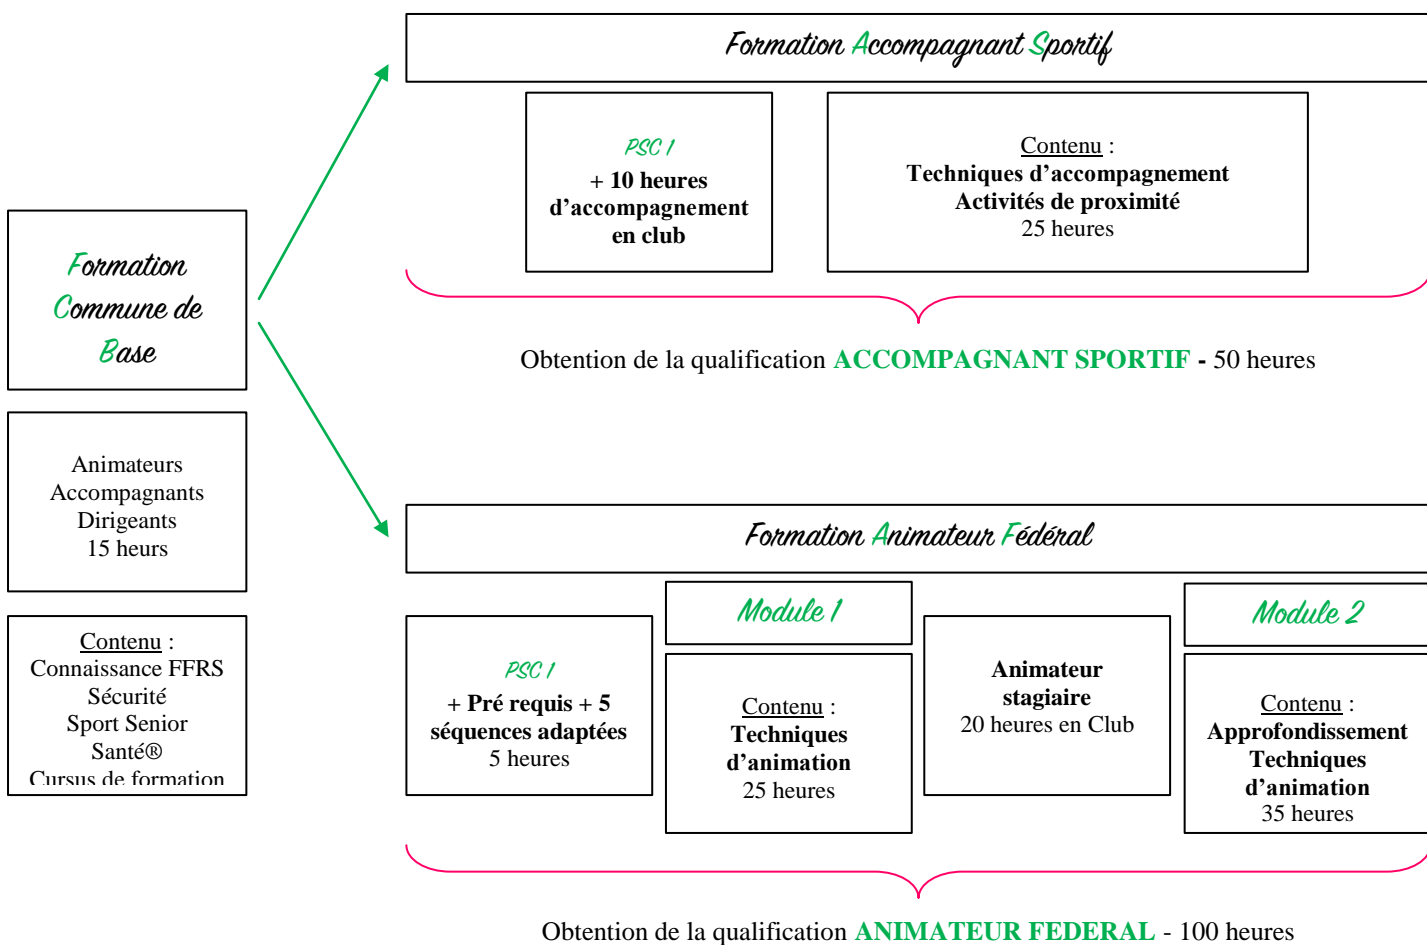 Formation
Commune de
Base
Animateurs
Accompagnants
Dirigeants
15 heurs
Contenu :
Connaissance FFRS
Sécurité
Sport Senior
Santé®
Cursus de formation
Formation Accompagnant Sportif
PSC 1
+ 10 heures
d’accompagnement
en club
Contenu :
Techniques d’accompagnement
Activités de proximité
25 heures
Obtention de la qualification ACCOMPAGNANT SPORTIF - 50 heures
Formation Animateur Fédéral
PSC 1
+ Pré requis + 5
séquences adaptées
5 heures
Module 1
Contenu :
Techniques
d’animation
25 heures
Animateur
stagiaire
20 heures en Club
Module 2
Contenu :
Approfondissement
Techniques
d’animation
35 heures
Obtention de la qualification ANIMATEUR FEDERAL - 100 heures